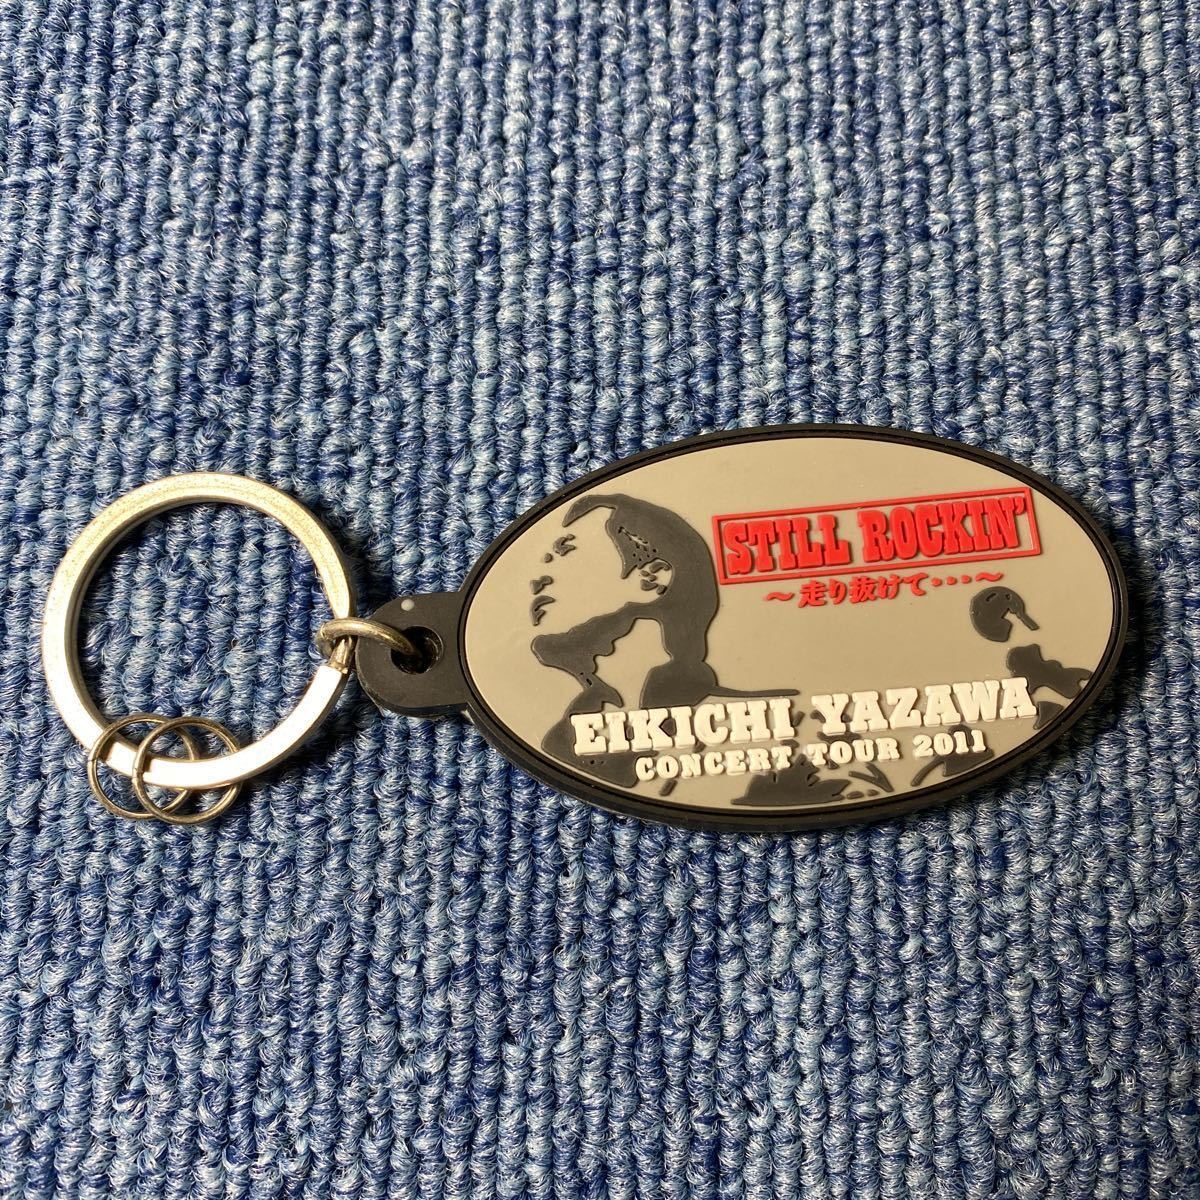 STILL ROCKIN'
～走り抜けて・・・～
EIKICHI YAZAWA
CONCERT TOUR 2011